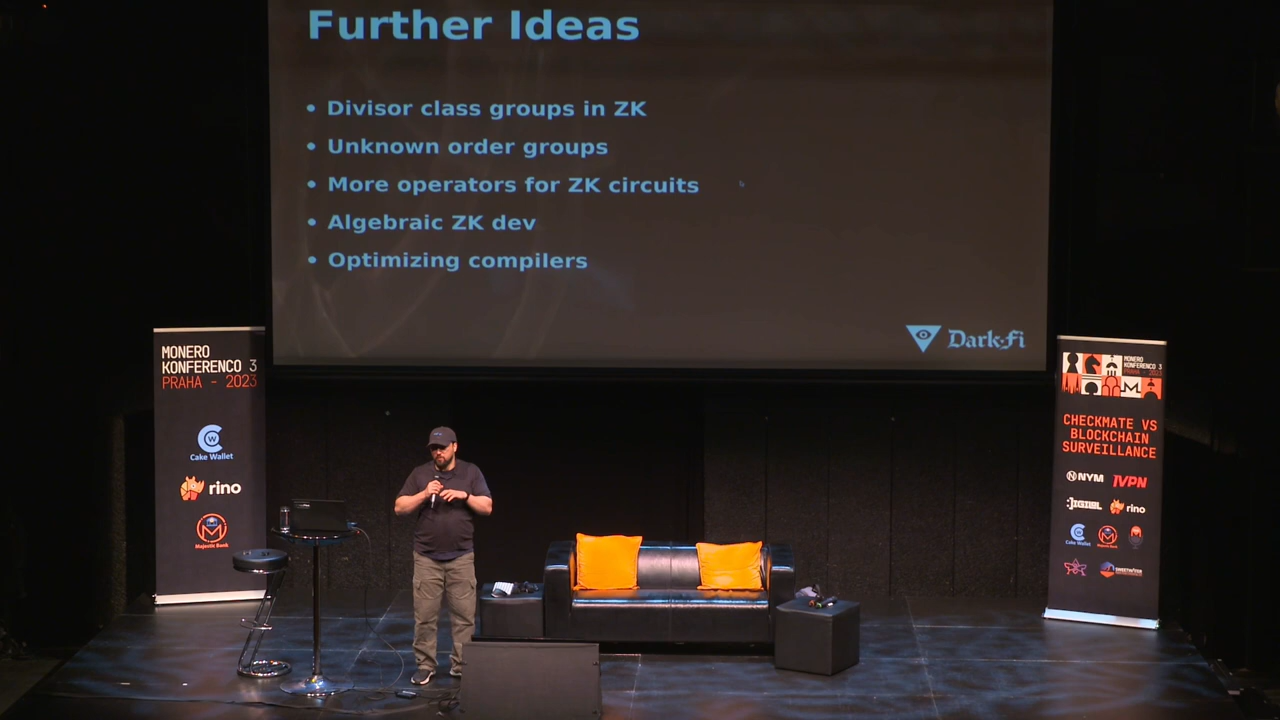 Further Ideas
• Divisor class groups in ZK
• Unknown order groups
• More operators for ZK circuits
• Algebraic ZK dev
• Optimizing compilers
Dark·Fi
MONERO
KONFERENCO 3
PRAHA - 2023
Cake Wallet
rino
Majestic Bank
MONERO
KONFERENCO 3
PRAHA - 2023
CHECKMATE VS
BLOCKCHAIN
SURVEILLANCE
NYM
IVPN
rino
Cake Wallet
Majestic Bank